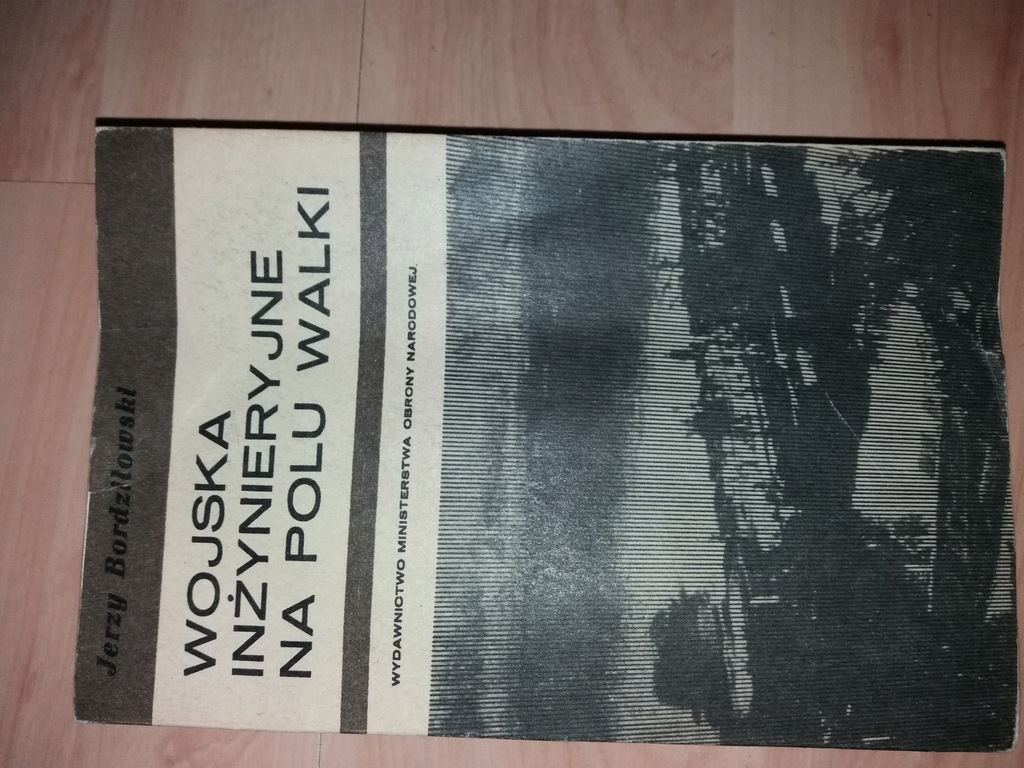 Jerzy Bordziłowski
WOJSKA
INŻYNIERYJNE
NA POLU WALKI
WYDAWNICTWO MINISTERSTWA OBRONY NARODOWEJ